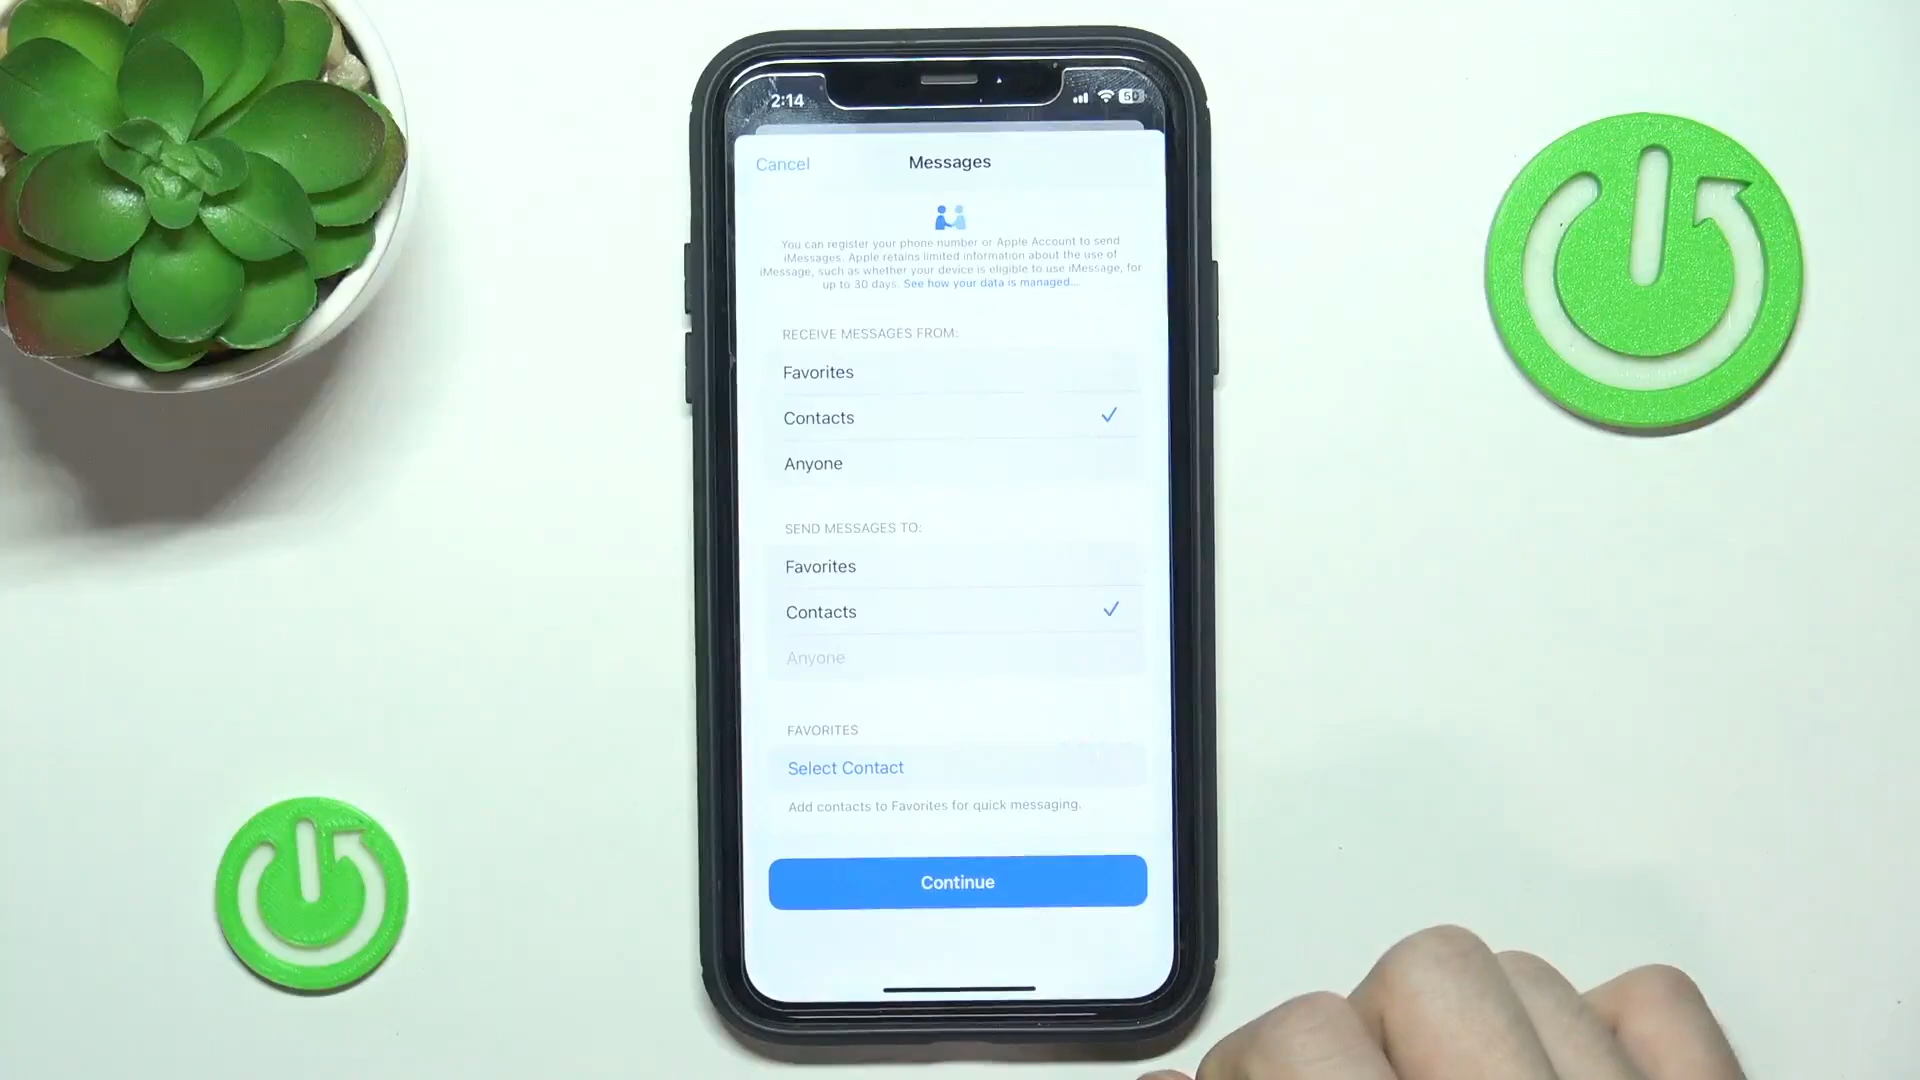 2:14
50
Cancel
Messages
You can register your phone number or Apple Account to send
iMessages. Apple retains limited information about the use of
iMessage, such as whether your device is eligible to use iMessage, for
up to 30 days. See how your data is managed...
RECEIVE MESSAGES FROM:
Favorites
Contacts
Anyone
SEND MESSAGES TO:
Favorites
Contacts
Anyone
FAVORITES
Select Contact
Add contacts to Favorites for quick messaging.
Continue